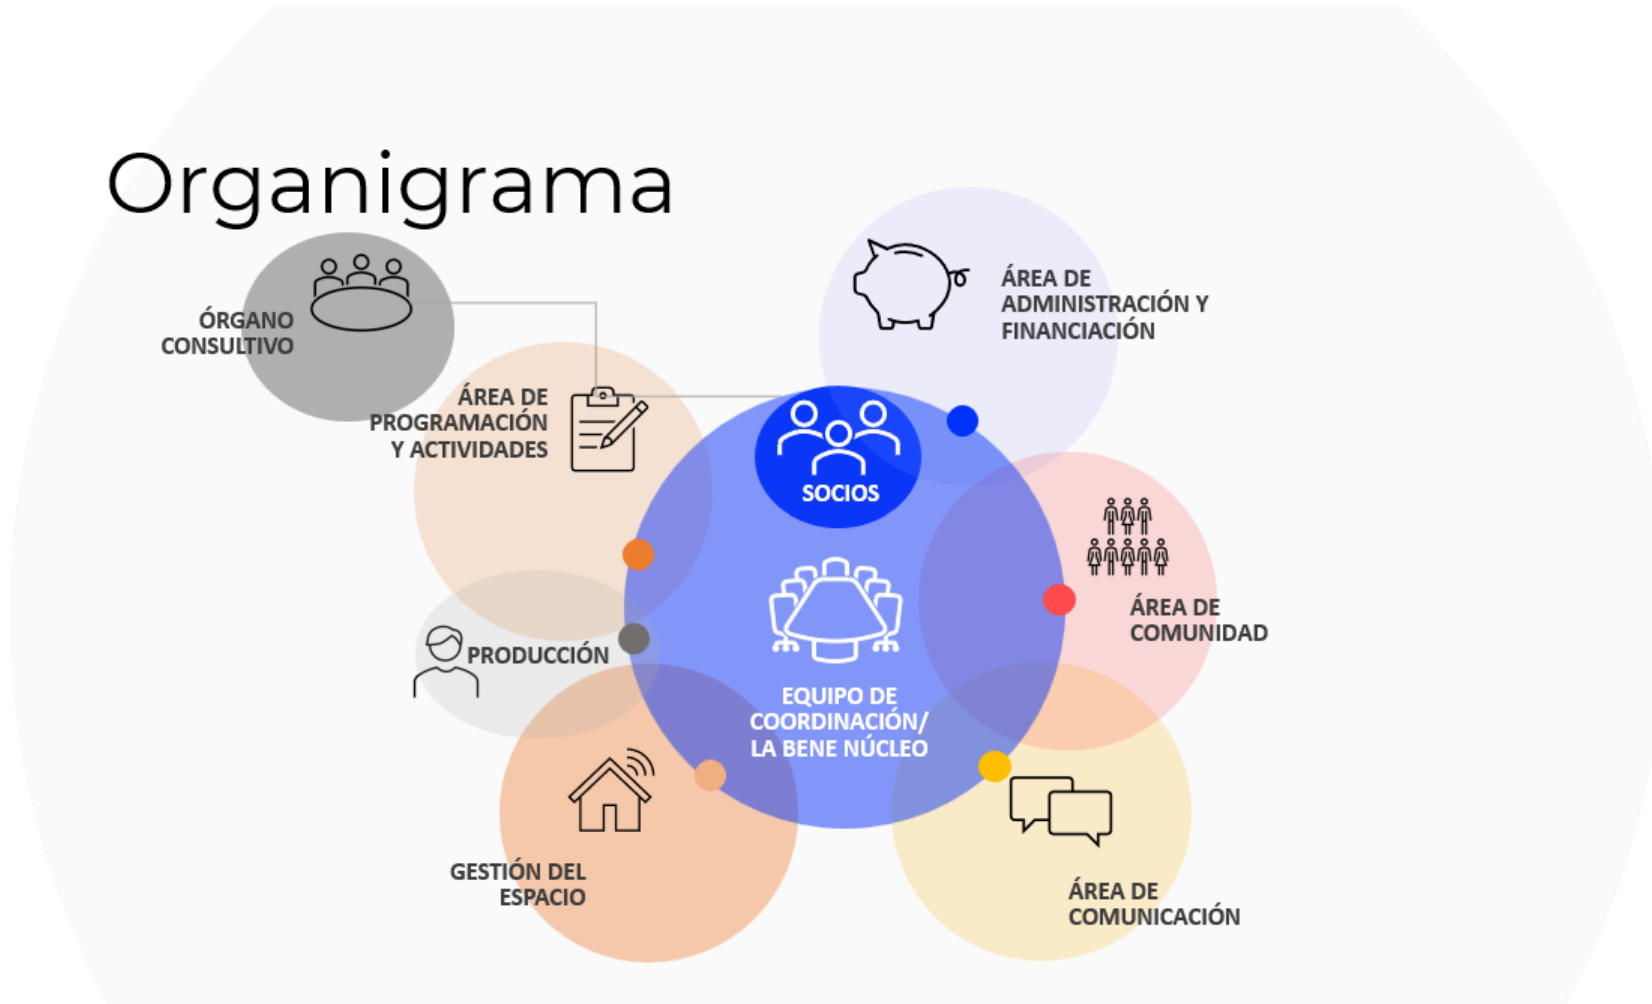 Organigrama
ÓRGANO
CONSULTIVO
ÁREA DE
ADMINISTRACIÓN Y
FINANCIACIÓN
ÁREA DE
PROGRAMACIÓN
Y ACTIVIDADES
SOCIOS
ÁREA DE
COMUNIDAD
PRODUCCIÓN
EQUIPO DE
COORDINACIÓN/
LA BENE NÚCLEO
GESTIÓN DEL
ESPACIO
ÁREA DE
COMUNICACIÓN